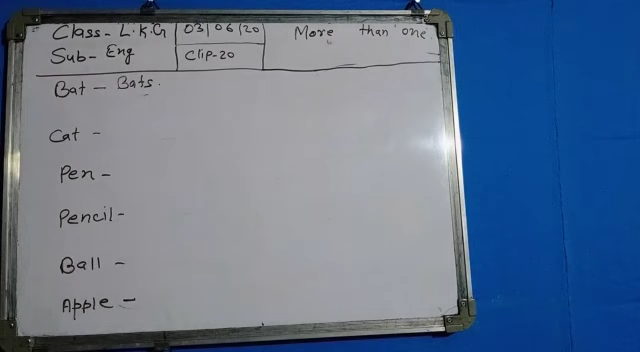 Class- L.K.G 03/06/20 More than one
Sub- Eng Clip-20
Bat - Bats.
Cat -
Pen -
Pencil-
Ball -
Apple -